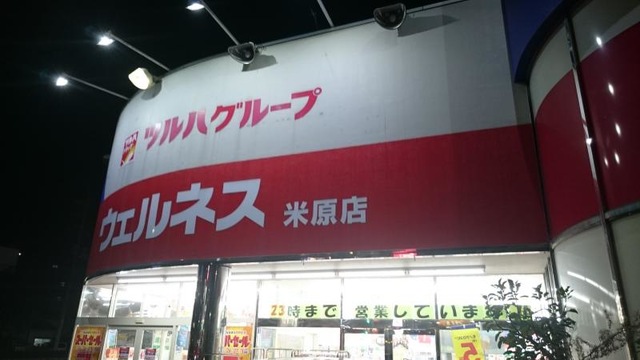 ツルハグループ
ウェルネス 米原店
23時まで 営業しています